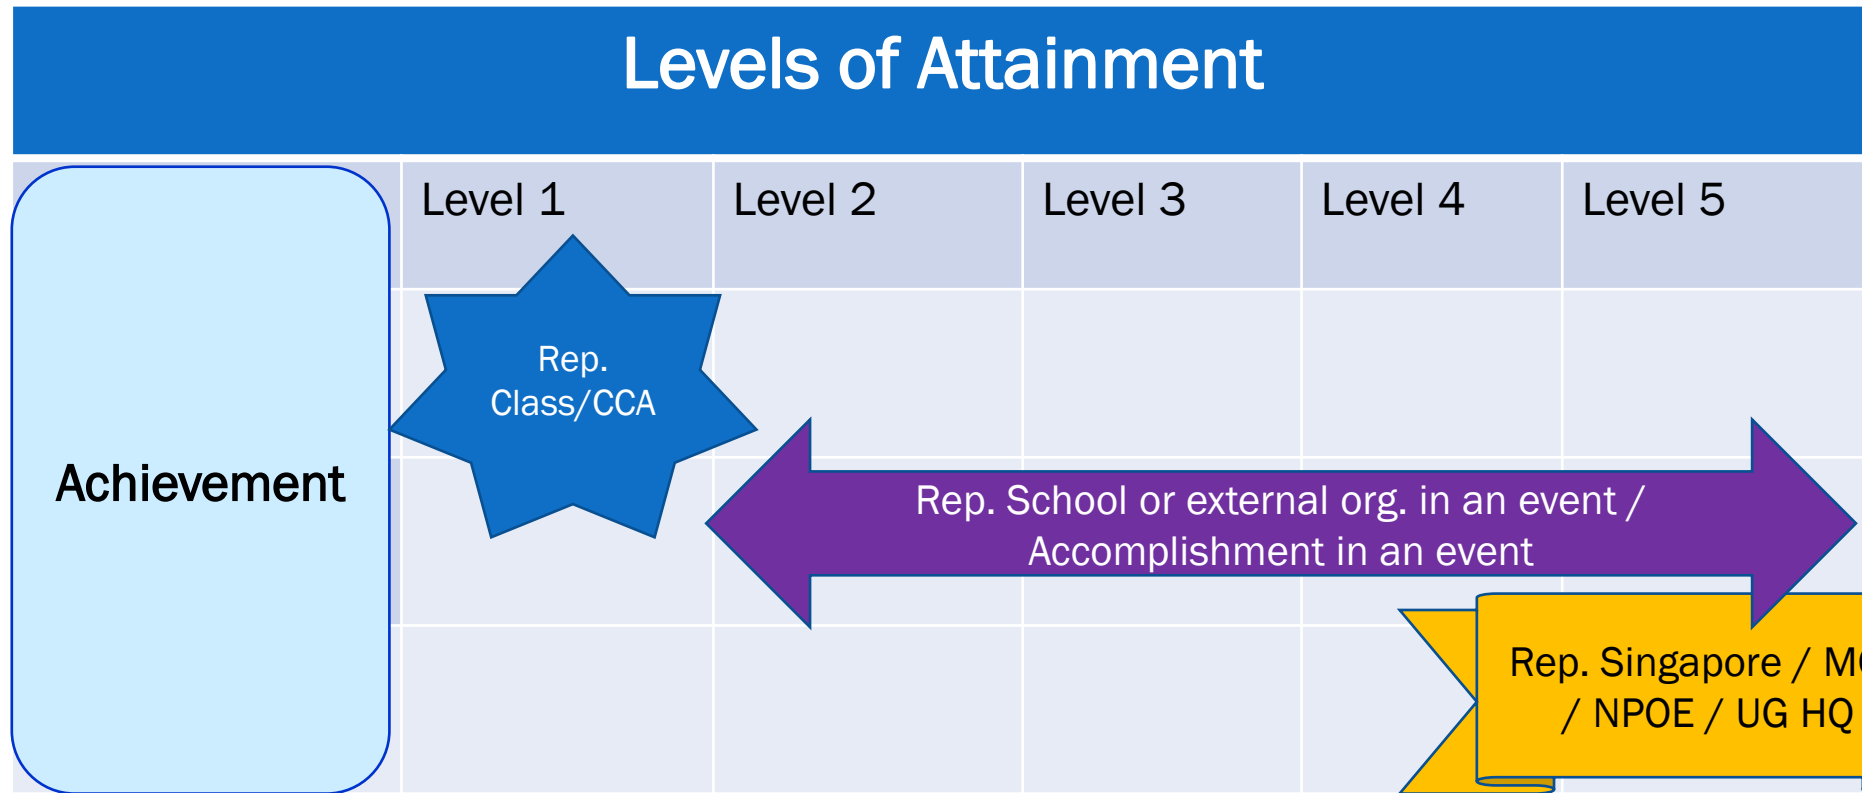 Levels of Attainment
Level 1 Level 2 Level 3 Level 4 Level 5
Rep.
Class/CCA
Achievement
Rep. School or external org. in an event /
Accomplishment in an event
Rep. Singapore /
/ NPOE / UG HQ